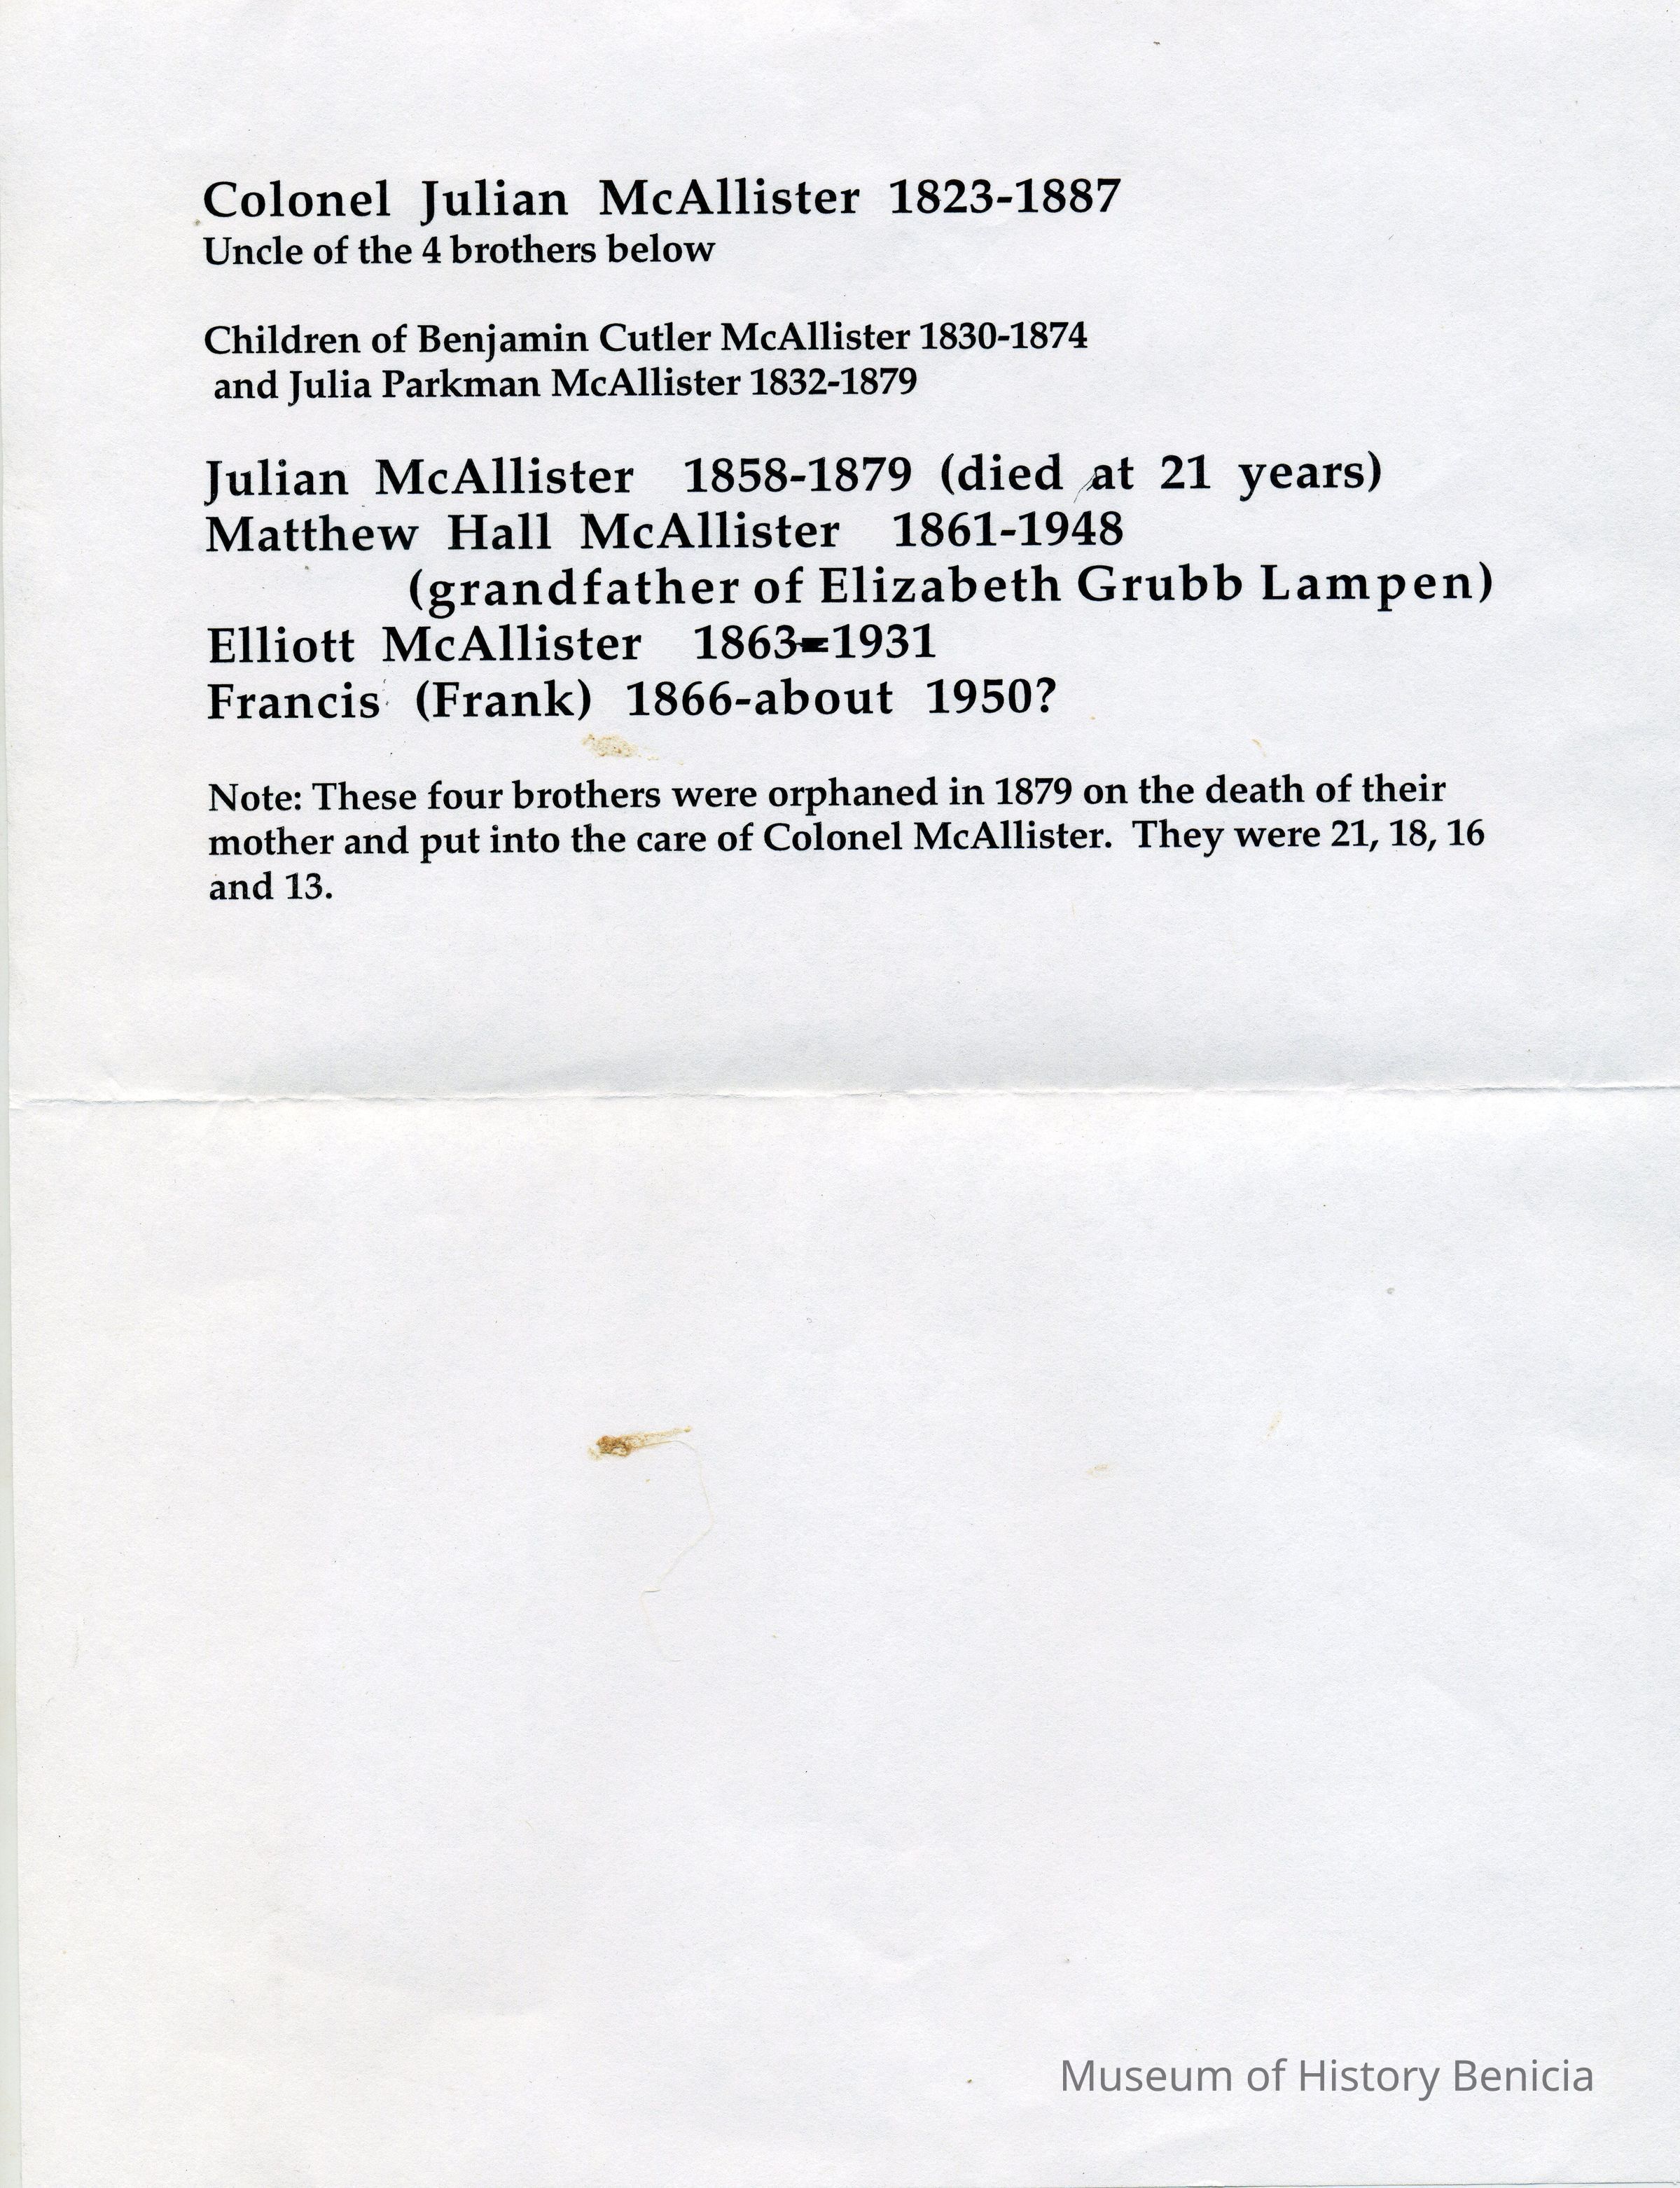 Colonel Julian McAllister 1823-1887
Uncle of the 4 brothers below
Children of Benjamin Cutler McAllister 1830-1874
and Julia Parkman McAllister 1832-1879
Julian McAllister 1858-1879 (died at 21 years)
Matthew Hall McAllister 1861-1948
(grandfather of Elizabeth Grubb Lampen)
Elliott McAllister 1863-1931
Francis (Frank) 1866-about 1950?
Note: These four brothers were orphaned in 1879 on the death of their
mother and put into the care of Colonel McAllister. They were 21, 18, 16
and 13.
Museum of History Benicia